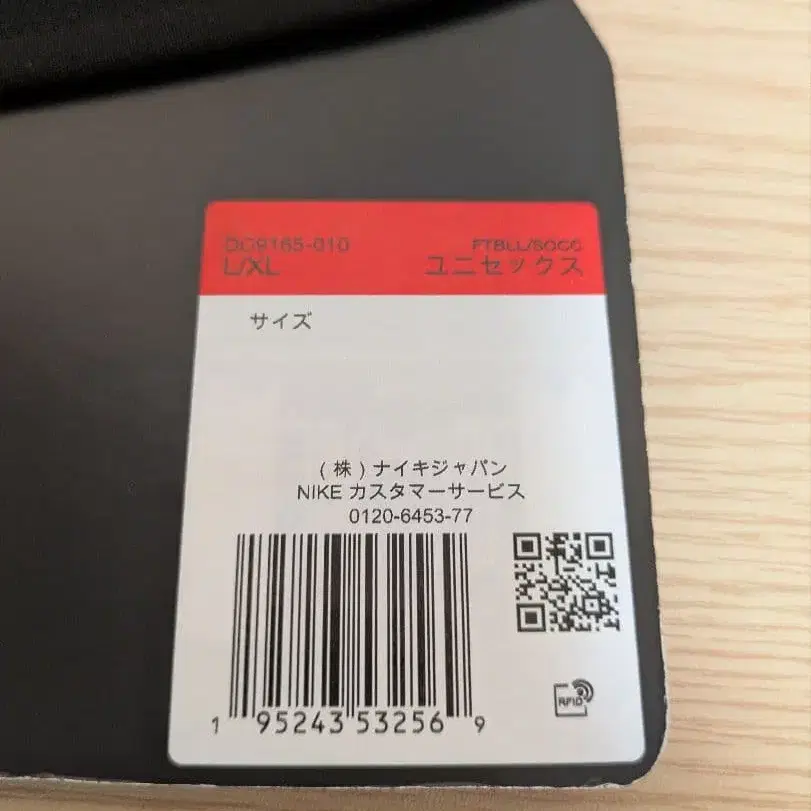 DC9165-010 FTBLL/SOCC
L/XL ユニセックス
サイズ
(株)ナイキジャパン
NIKE カスタマーサービス
0120-6453-77
1 95243 53256 9
RFID